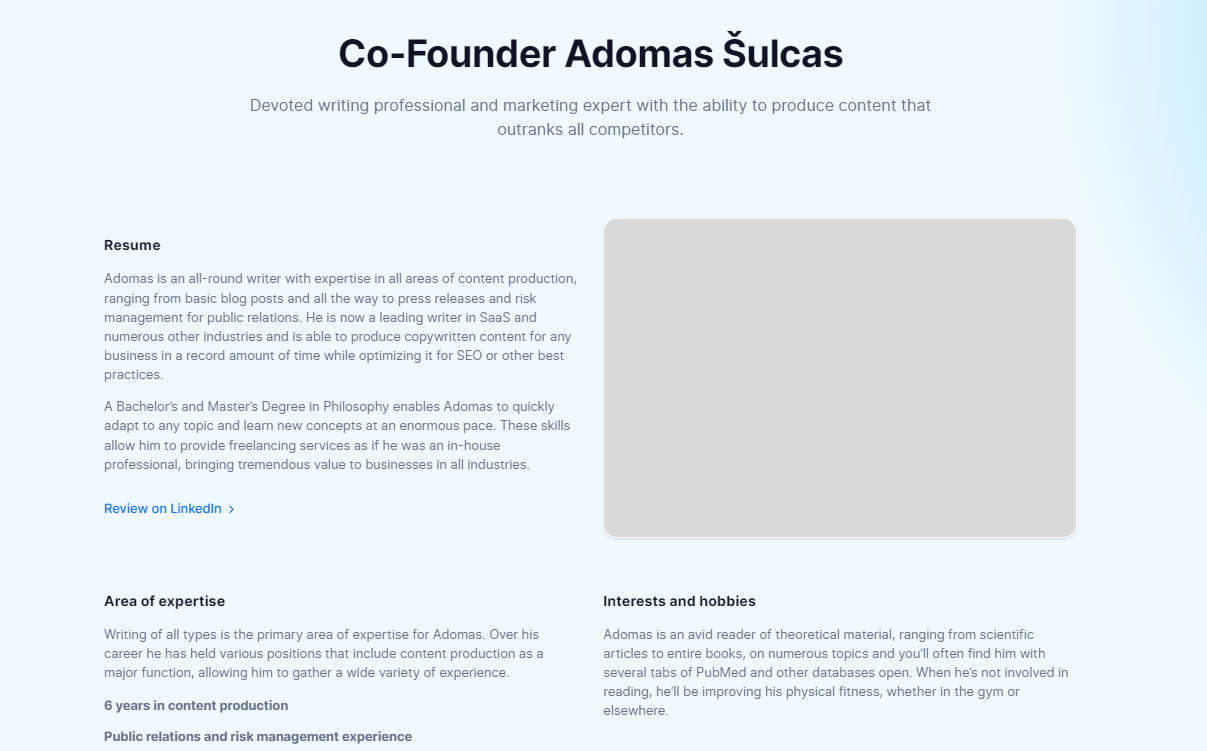 Co-Founder Adomas Šulcas
Devoted writing professional and marketing expert with the ability to produce content that
outranks all competitors.
Resume
Adomas is an all-round writer with expertise in all areas of content production,
ranging from basic blog posts and all the way to press releases and risk
management for public relations. He is now a leading writer in SaaS and
numerous other industries and is able to produce copywritten content for any
business in a record amount of time while optimizing it for SEO or other best
practices.
A Bachelor’s and Master’s Degree in Philosophy enables Adomas to quickly
adapt to any topic and learn new concepts at an enormous pace. These skills
allow him to provide freelancing services as if he was an in-house
professional, bringing tremendous value to businesses in all industries.
Review on LinkedIn >
Area of expertise
Writing of all types is the primary area of expertise for Adomas. Over his
career he has held various positions that include content production as a
major function, allowing him to gather a wide variety of experience.
6 years in content production
Public relations and risk management experience
Interests and hobbies
Adomas is an avid reader of theoretical material, ranging from scientific
articles to entire books, on numerous topics and you’ll often find him with
several tabs of PubMed and other databases open. When he’s not involved in
reading, he’ll be improving his physical fitness, whether in the gym or
elsewhere.